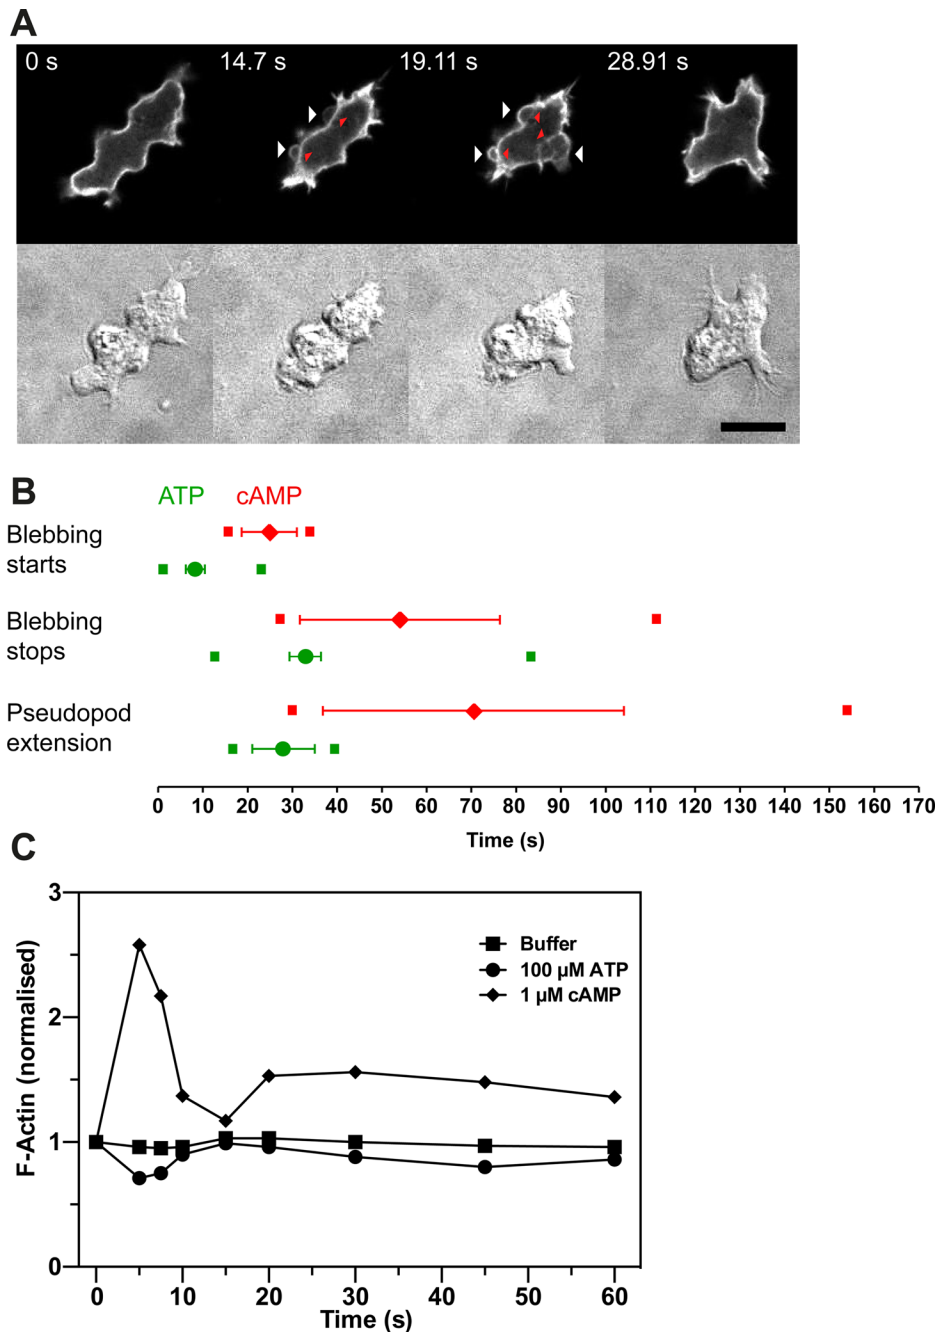 A
0 s
14.7 s
19.11 s
28.91 s
B
ATP
cAMP
Blebbing
starts
Blebbing
stops
Pseudopod
extension
0 10 20 30 40 50 60 70 80 90 100 110 120 130 140 150 160 170
Time (s)
C
3
2
1
0
F-Actin (normalised)
Buffer
100 µM ATP
1 µM cAMP
0 10 20 30 40 50 60
Time (s)